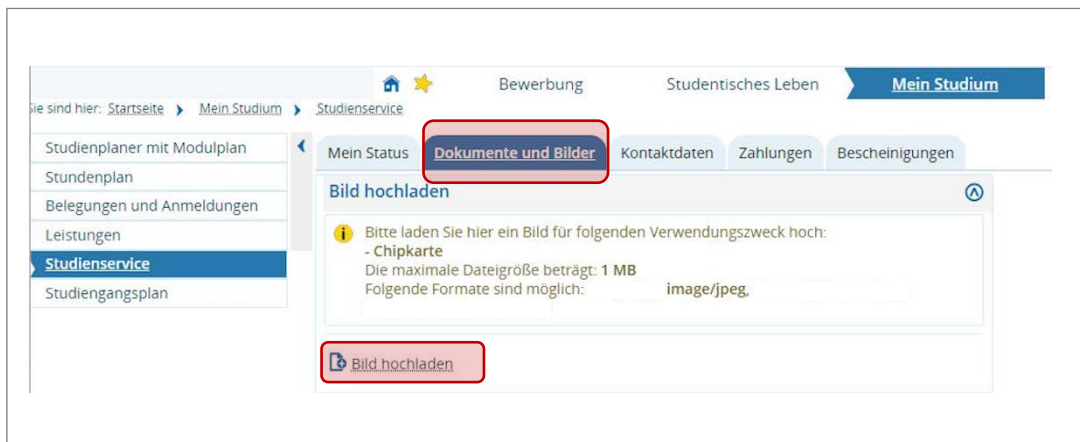 Bewerbung Studentisches Leben Mein Studium
Sie sind hier: Startseite Mein Studium Studienservice
Studienplaner mit Modulplan
Stundenplan
Belegungen und Anmeldungen
Leistungen
Studienservice
Studiengangsplan
Mein Status Dokumente und Bilder Kontaktdaten Zahlungen Bescheinigungen
Bild hochladen
Bitte laden Sie hier ein Bild für folgenden Verwendungszweck hoch:
- Chipkarte
Die maximale Dateigröße beträgt: 1 MB
Folgende Formate sind möglich: image/jpeg,
Bild hochladen